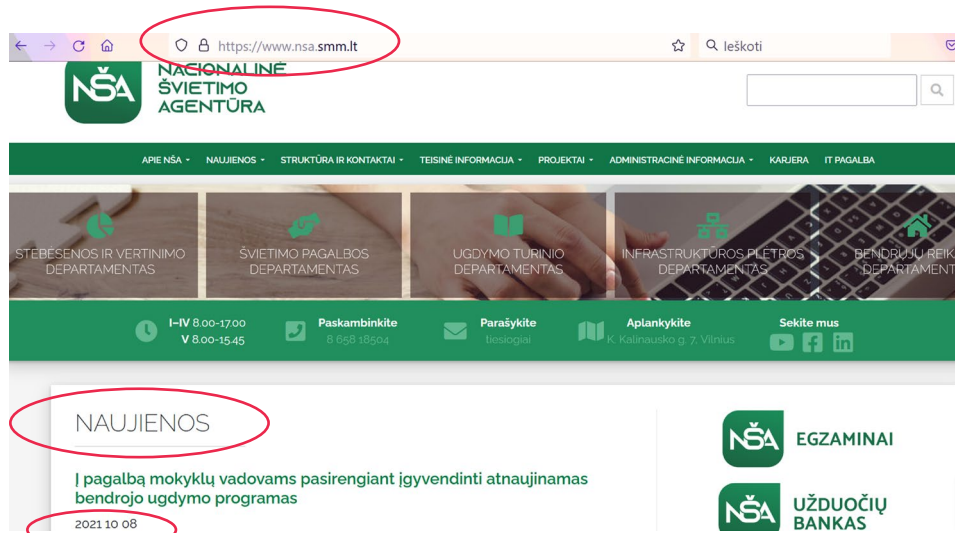 https://www.nsa.smm.lt
Ieškoti
NŠA
NACIONALINĖ
ŠVIETIMO
AGENTŪRA
APIE NŠA NAUJIENOS STRUKTŪRA IR KONTAKTAI TEISINĖ INFORMACIJA PROJEKTAI ADMINISTRACINĖ INFORMACIJA KARJERA IT PAGALBA
STEBĖSENOS IR VERTINIMO
DEPARTAMENTAS
ŠVIETIMO PAGALBOS
DEPARTAMENTAS
UGDYMO TURINIO
DEPARTAMENTAS
INFRASTRUKTŪROS PLĖTROS
DEPARTAMENTAS
BENDRŲJŲ REIK
DEPARTAMENT
I–IV 8.00-17.00
V 8.00-15.45
Paskambinkite
8 658 18504
Parašykite
tiesiogiai
Aplankykite
K. Kalinausko g. 7, Vilnius
Sekite mus
NAUJIENOS
Į pagalbą mokyklų vadovams pasirengiant įgyvendinti atnaujinamas
bendrojo ugdymo programas
2021 10 08
NŠA EGZAMINAI
NŠA UŽDUOČIŲ
BANKAS